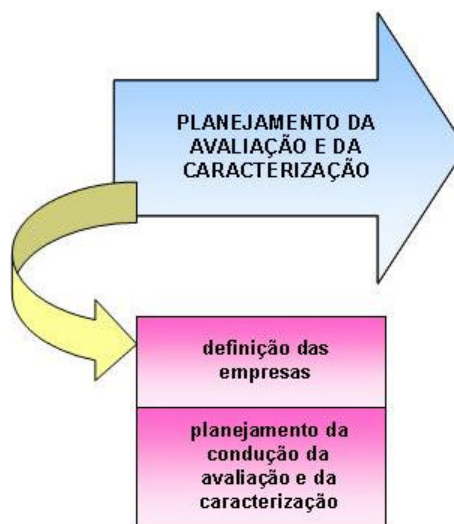 PLANEJAMENTO DA
AVALIAÇÃO E DA
CARACTERIZAÇÃO
definição das
empresas
planejamento da
condução da
avaliação e da
caracterização